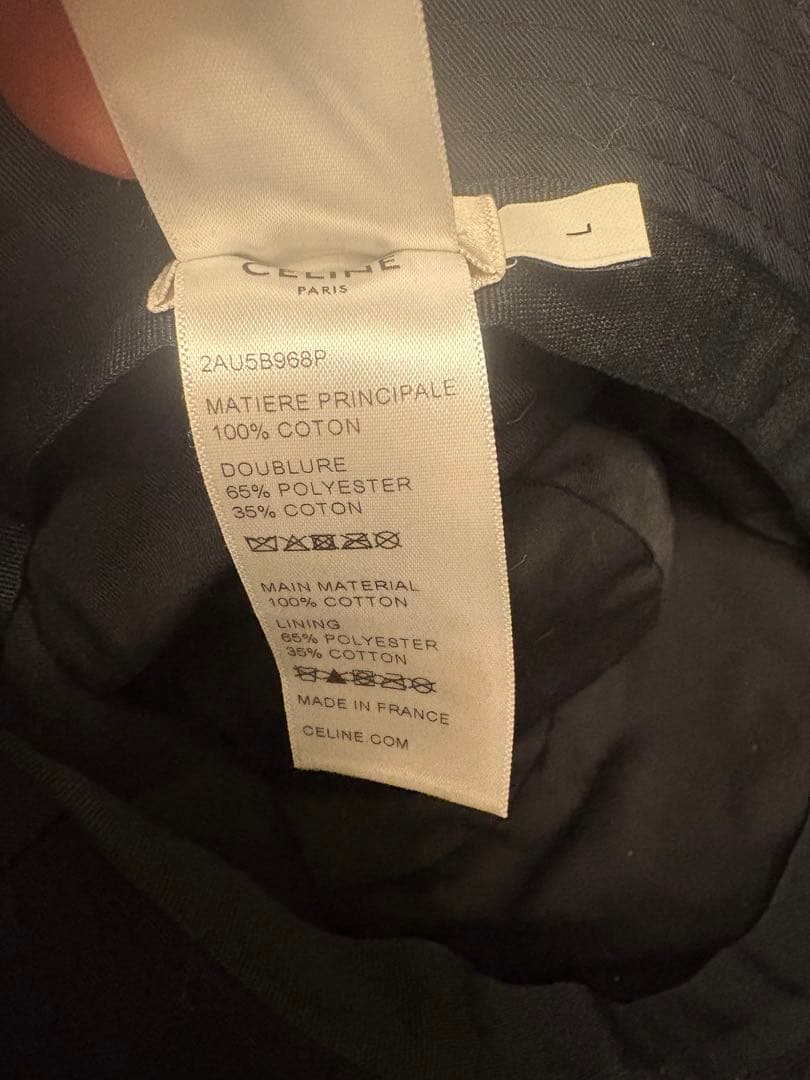 CELINE
PARIS
L
2AU5B968P
MATIERE PRINCIPALE
100% COTON
DOUBLURE
65% POLYESTER
35% COTON
MAIN MATERIAL
100% COTTON
LINING
65% POLYESTER
35% COTTON
MADE IN FRANCE
CELINE.COM